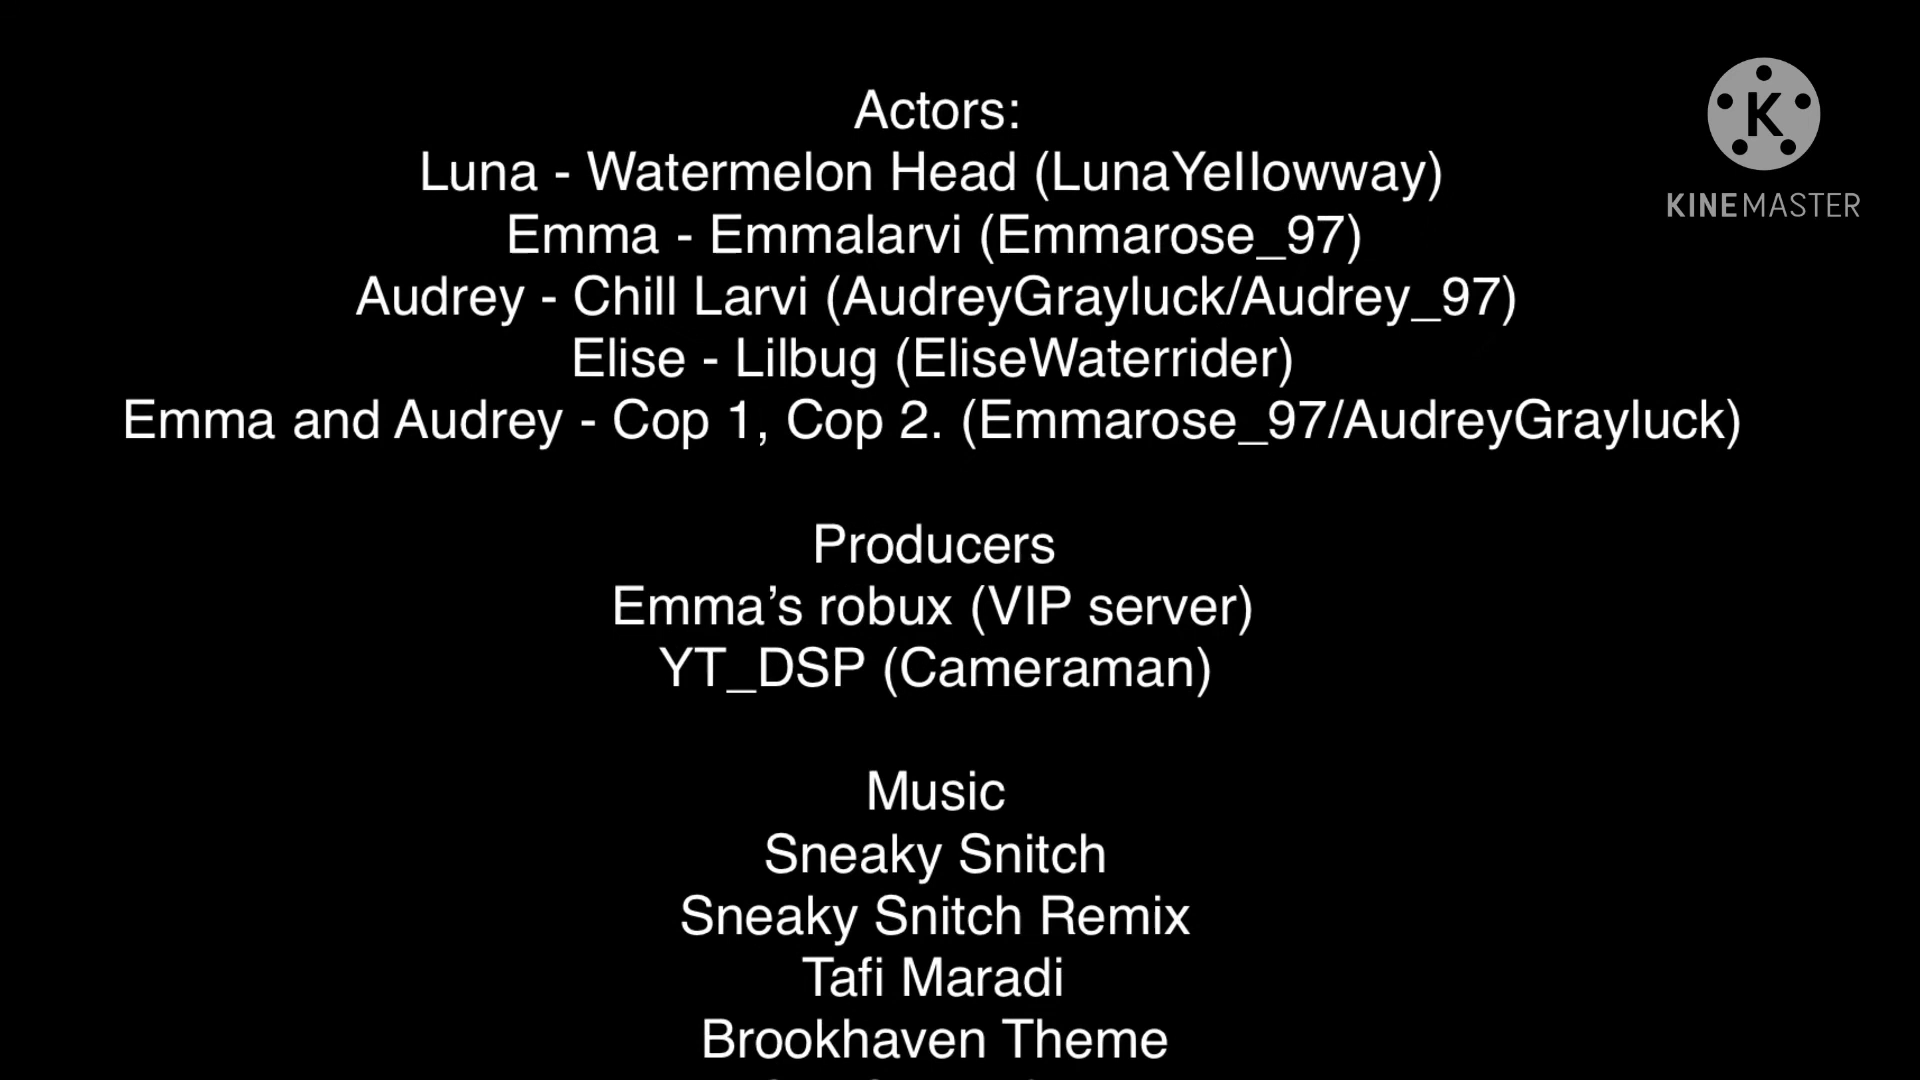 Actors:
Luna - Watermelon Head (LunaYellowway)
Emma - Emmalarvi (Emmarose_97)
Audrey - Chill Larvi (AudreyGrayluck/Audrey_97)
Elise - Lilbug (EliseWaterrider)
Emma and Audrey - Cop 1, Cop 2. (Emmarose_97/AudreyGrayluck)
Producers
Emma’s robux (VIP server)
YT_DSP (Cameraman)
Music
Sneaky Snitch
Sneaky Snitch Remix
Tafi Maradi
Brookhaven Theme
K
KINEMASTER